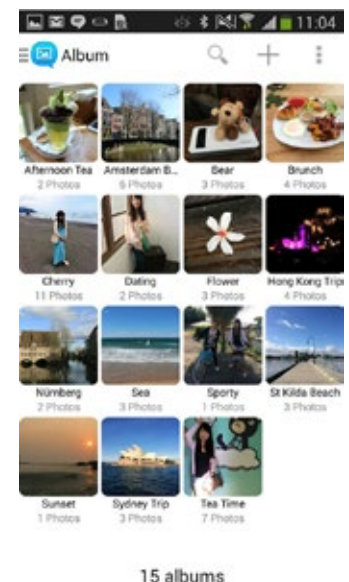 11:04
Album
Afternoon Tea Amsterdam B... Bear Brunch
2 Photos 5 Photos 3 Photos 4 Photos
Cherry Dating Flower Hong Kong Trip
11 Photos 2 Photos 3 Photos 4 Photos
Nürnberg Sea Sporty St Kilda Beach
2 Photos 3 Photos 1 Photos 3 Photos
Sunset Sydney Trip Tea Time
1 Photos 3 Photos 7 Photos
15 albums